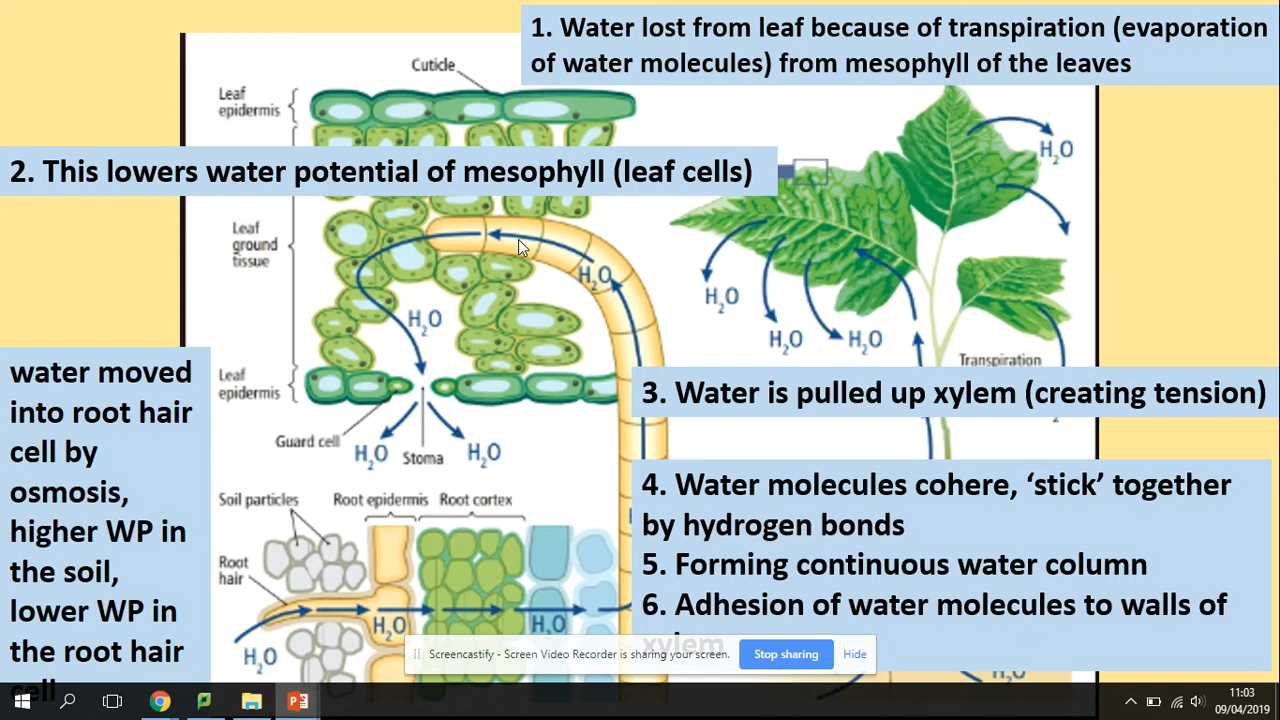 1. Water lost from leaf because of transpiration (evaporation
of water molecules) from mesophyll of the leaves
Cuticle
Leaf
epidermis
H₂O
2. This lowers water potential of mesophyll (leaf cells)
Leaf
ground
tissue
H₂O
H₂O
H₂O
H₂O
H₂O
Transpiration
water moved
into root hair
cell by
osmosis,
higher WP in
the soil,
lower WP in
the root hair
cell
Leaf
epidermis
Guard cell
H₂O
Stoma
H₂O
3. Water is pulled up xylem (creating tension)
4. Water molecules cohere, ‘stick’ together
by hydrogen bonds
5. Forming continuous water column
6. Adhesion of water molecules to walls of
xylem
Soil particles
Root epidermis
Root cortex
Root
hair
H₂O
H₂O
H₂O
H₂O
Screencastify - Screen Video Recorder is sharing your screen.
Stop sharing
Hide
11:03
09/04/2019